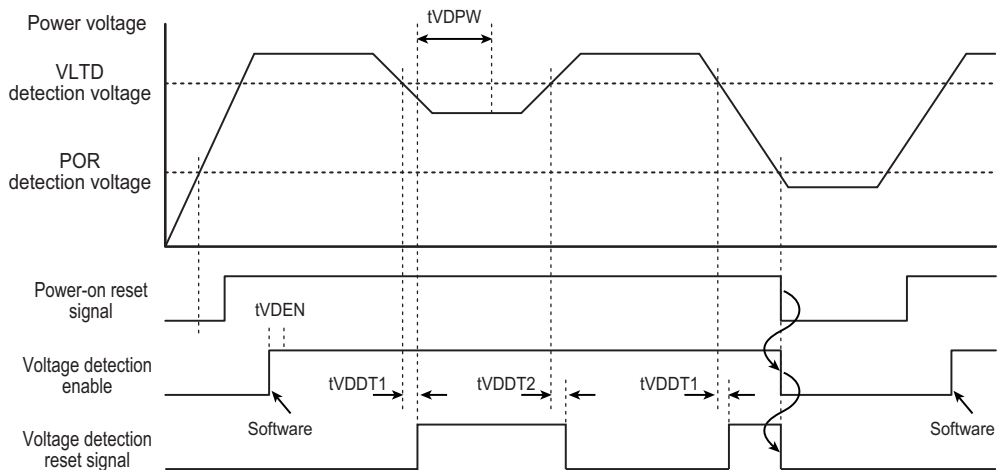 tVDPW
Power voltage
VLTD
detection voltage
POR
detection voltage
Power-on reset
signal
tVDEN
Voltage detection
enable
tVDDT1
tVDDT2
tVDDT1
Software
Software
Voltage detection
reset signal